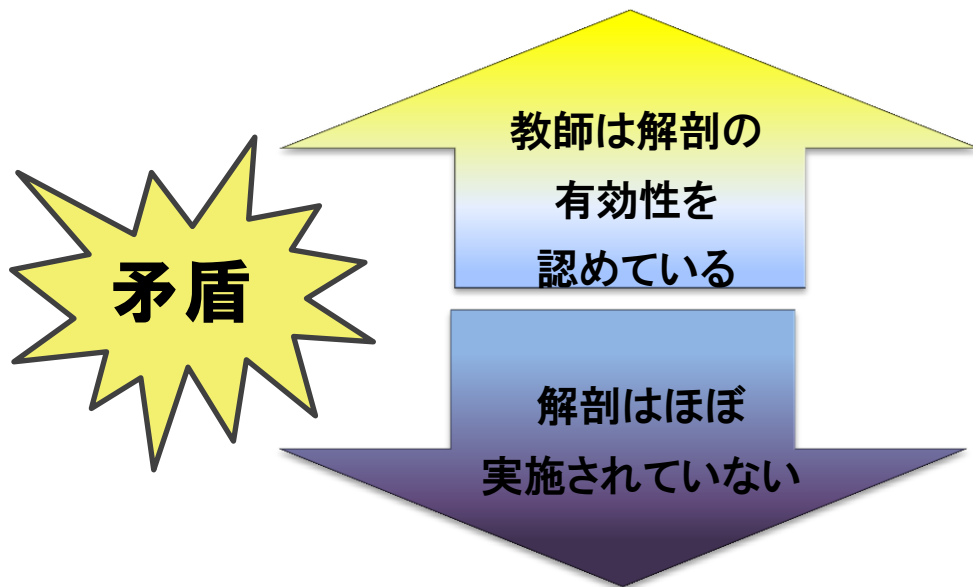 教師は解剖の
有効性を
認めている
矛盾
解剖はほぼ
実施されていない